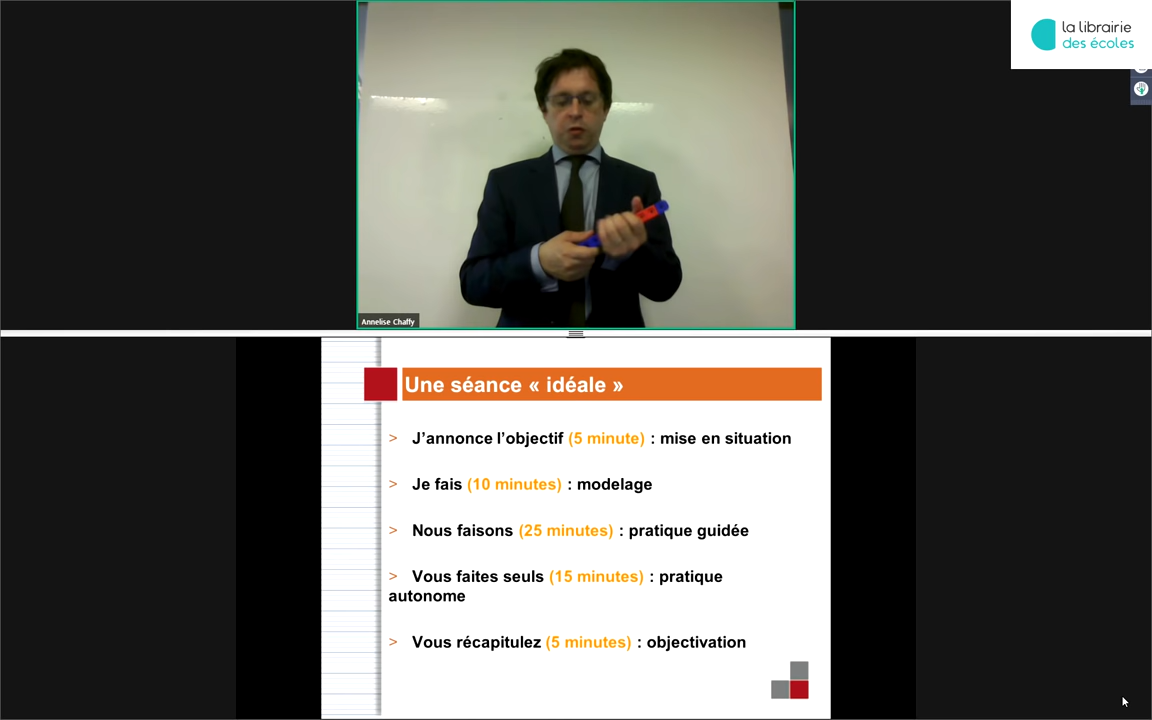 la librairie
des écoles
Annelise Chaffy
Une séance « idéale »
> J’annonce l’objectif (5 minute) : mise en situation
> Je fais (10 minutes) : modelage
> Nous faisons (25 minutes) : pratique guidée
> Vous faites seuls (15 minutes) : pratique
autonome
> Vous récapitulez (5 minutes) : objectivation